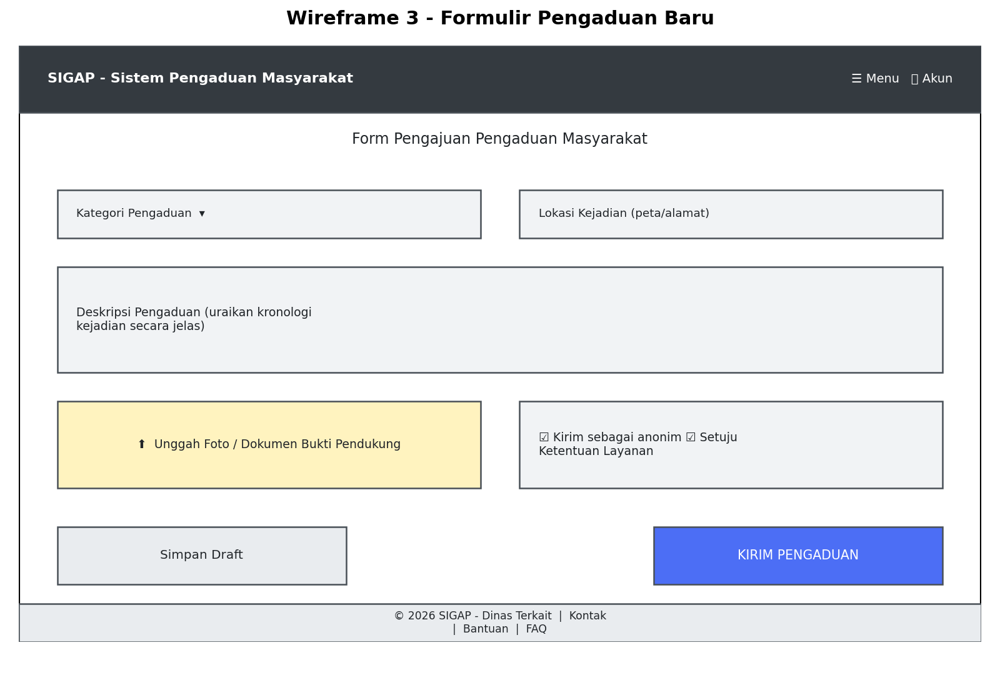 Wireframe 3 - Formulir Pengaduan Baru
SIGAP - Sistem Pengaduan Masyarakat
☰ Menu ▯ Akun
Form Pengajuan Pengaduan Masyarakat
Kategori Pengaduan ▾
Lokasi Kejadian (peta/alamat)
Deskripsi Pengaduan (uraikan kronologi
kejadian secara jelas)
⬆ Unggah Foto / Dokumen Bukti Pendukung
☑ Kirim sebagai anonim ☑ Setuju
Ketentuan Layanan
Simpan Draft
KIRIM PENGADUAN
© 2026 SIGAP - Dinas Terkait | Kontak
| Bantuan | FAQ